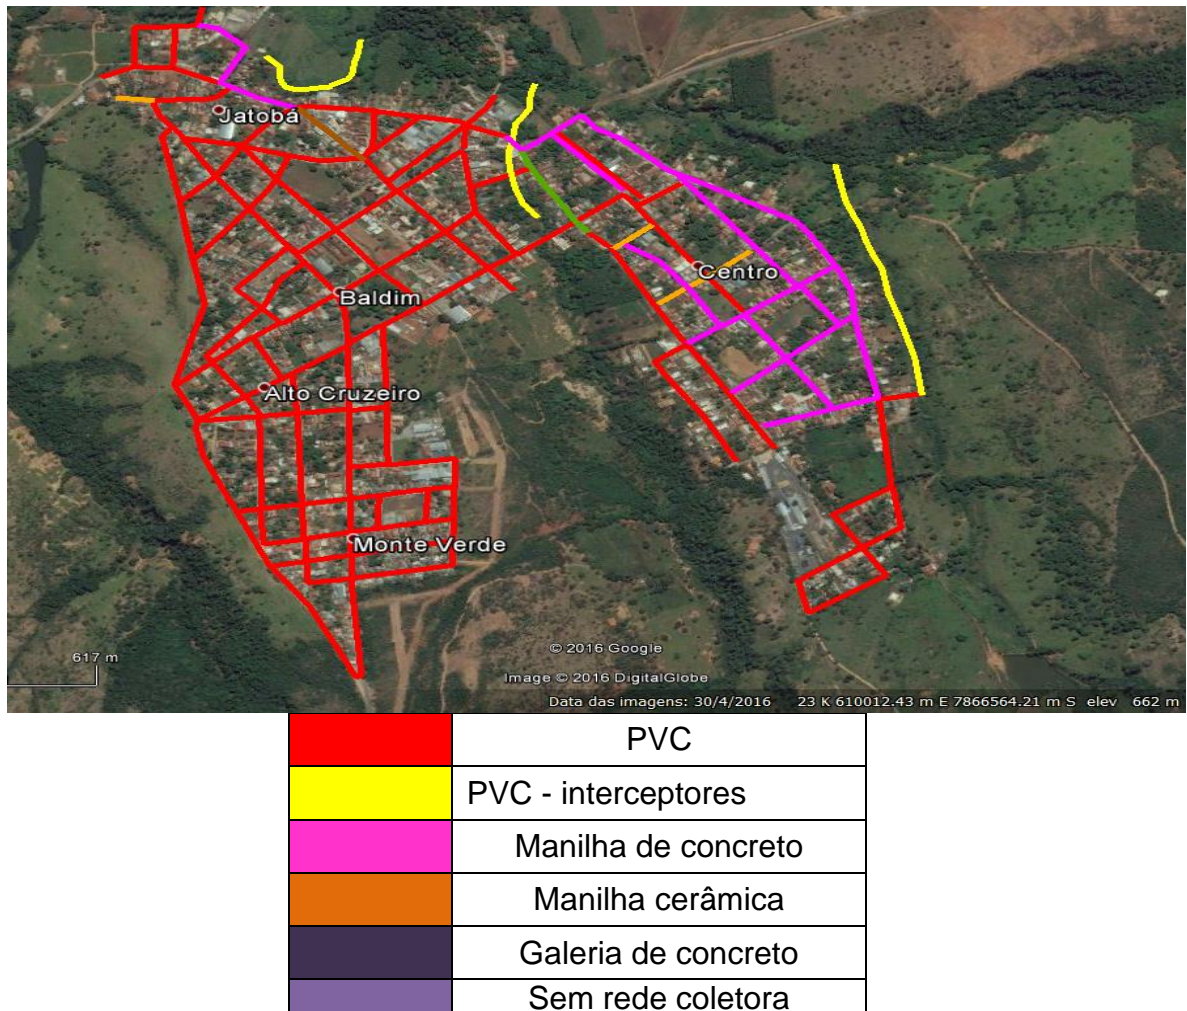 Jatobá
Centro
Baldim
Alto Cruzeiro
Monte Verde
617 m
© 2016 Google
Image © 2016 DigitalGlobe
Data das imagens: 30/4/2016 23 K 610012.43 m E 7866564.21 m S elev 662 m
PVC
PVC - interceptores
Manilha de concreto
Manilha cerâmica
Galeria de concreto
Sem rede coletora